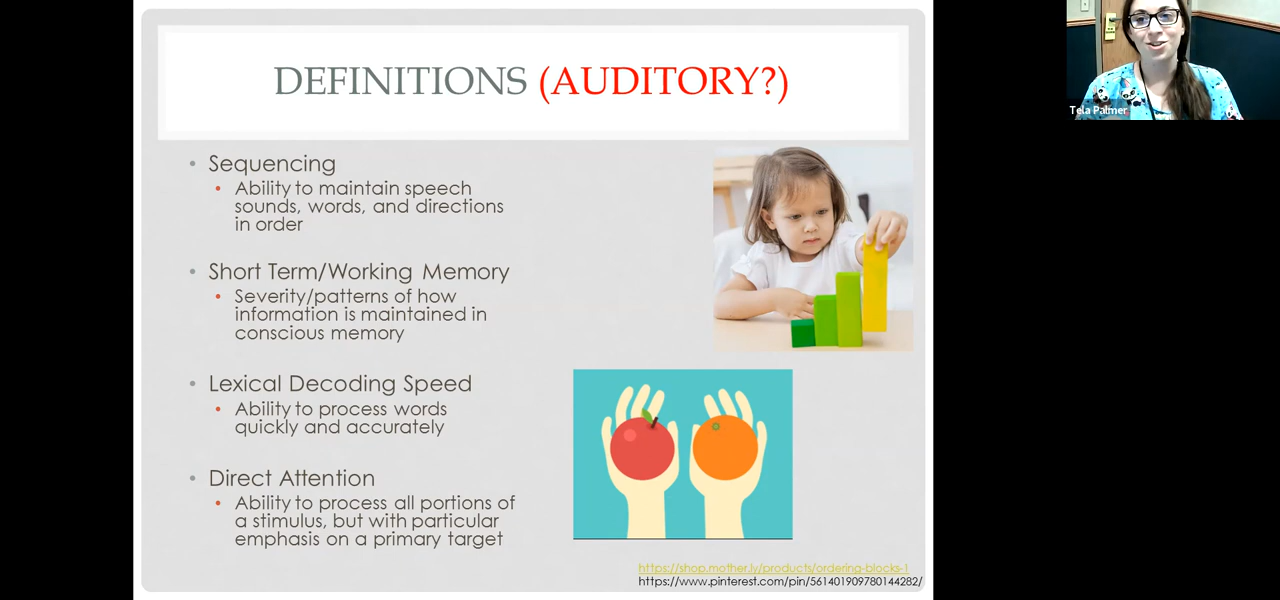 DEFINITIONS (AUDITORY?)
• Sequencing
• Ability to maintain speech
sounds, words, and directions
in order
• Short Term/Working Memory
• Severity/patterns of how
information is maintained in
conscious memory
• Lexical Decoding Speed
• Ability to process words
quickly and accurately
• Direct Attention
• Ability to process all portions of
a stimulus, but with particular
emphasis on a primary target
https://shop.mother.ly/products/ordering-blocks-1
https://www.pinterest.com/pin/561401909780144282/
Tela Palmer